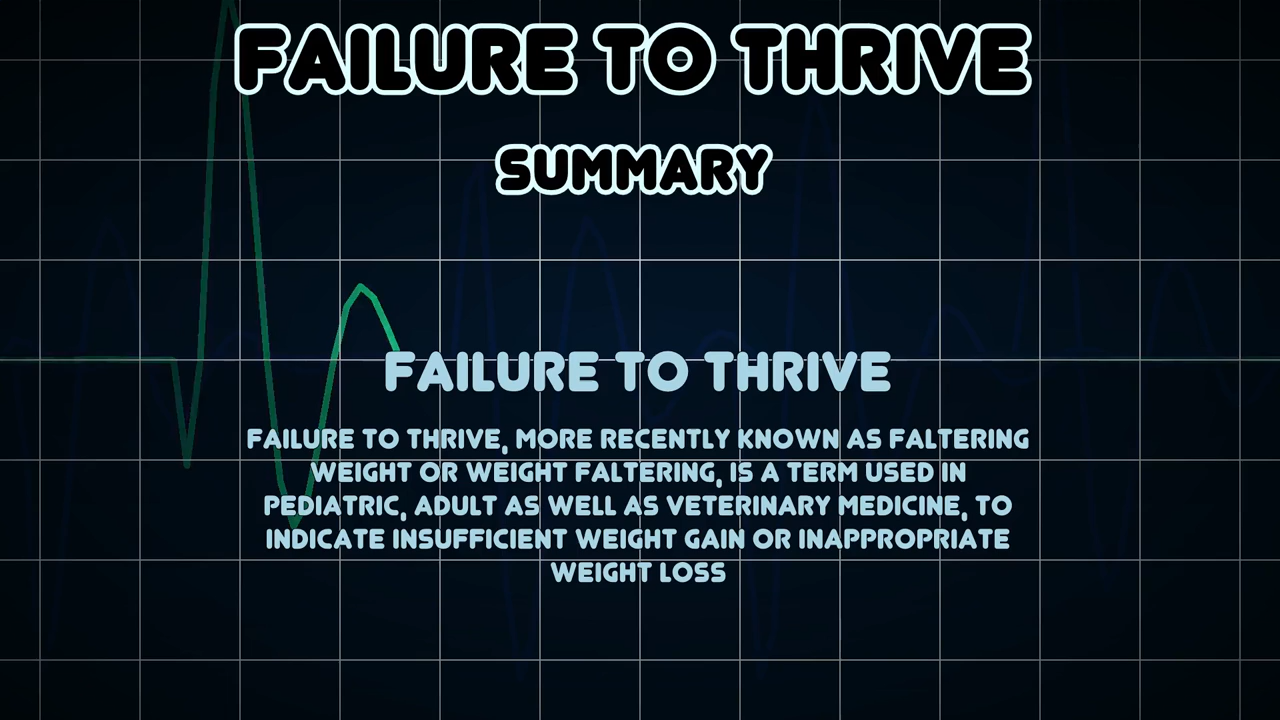 FAILURE TO THRIVE
SUMMARY
FAILURE TO THRIVE
FAILURE TO THRIVE, MORE RECENTLY KNOWN AS FALTERING
WEIGHT OR WEIGHT FALTERING, IS A TERM USED IN
PEDIATRIC, ADULT AS WELL AS VETERINARY MEDICINE, TO
INDICATE INSUFFICIENT WEIGHT GAIN OR INAPPROPRIATE
WEIGHT LOSS